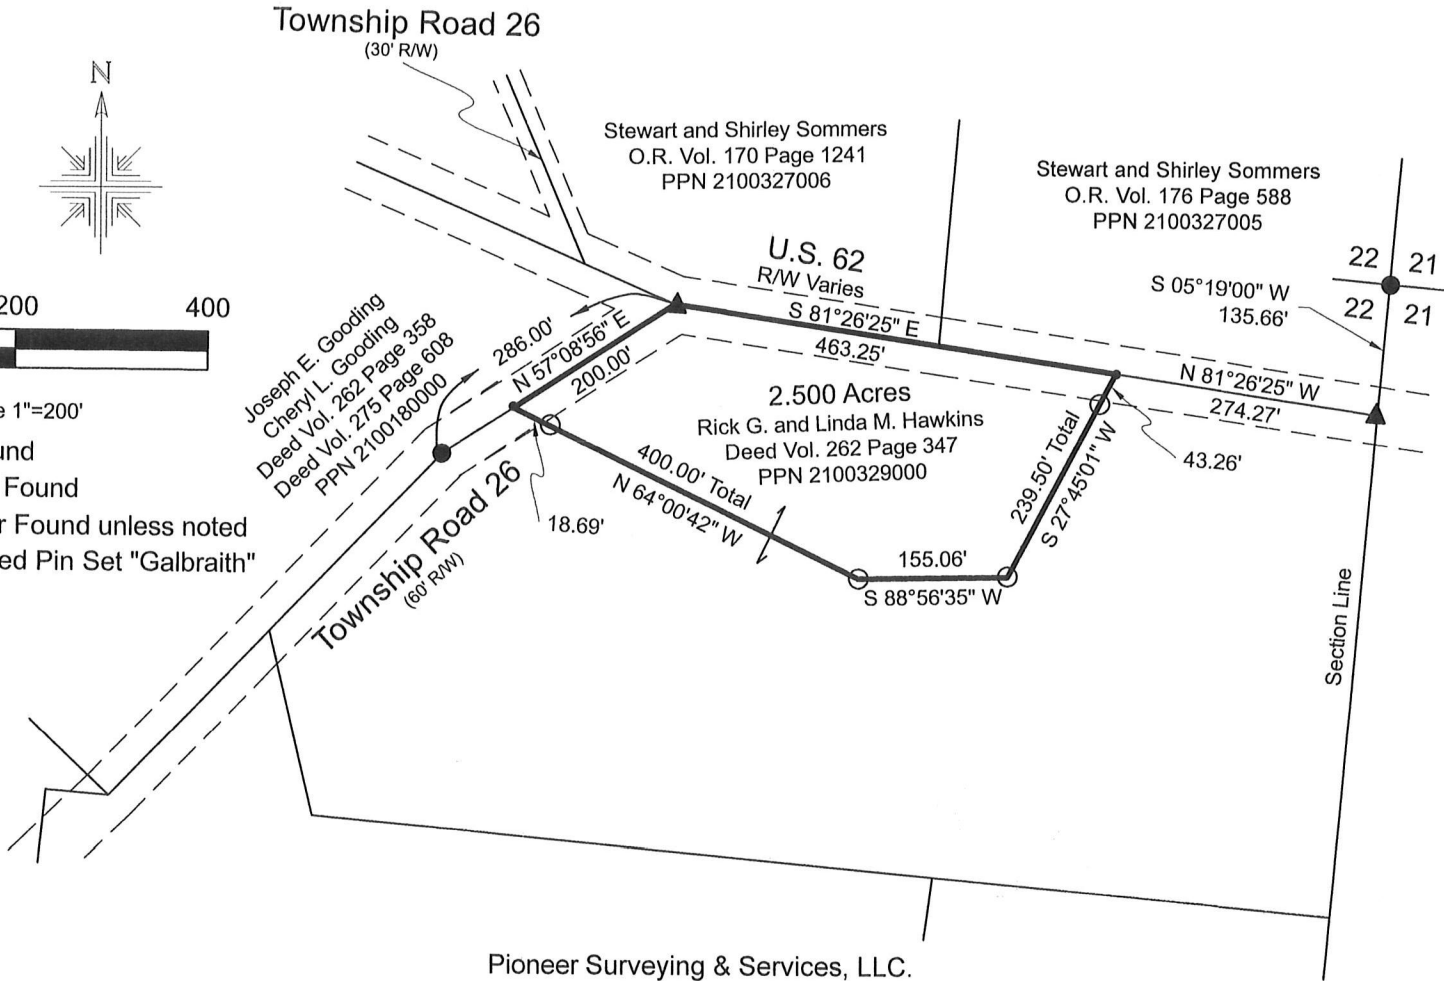 Township Road 26
(30' R/W)
N
Stewart and Shirley Sommers
O.R. Vol. 170 Page 1241
PPN 2100327006
Stewart and Shirley Sommers
O.R. Vol. 176 Page 588
PPN 2100327005
22 21
22 21
S 05°19'00" W
135.66'
U.S. 62
R/W Varies
S 81°26'25" E
463.25'
N 81°26'25" W
274.27'
200 400
1"=200'
Found
Found unless noted
Pin Set "Galbraith"
Joseph E. Gooding
Cheryl L. Gooding
Deed Vol. 262 Page 358
Deed Vol. 275 Page 608
PPN 2100180000
286.00'
N 57°08'56" E
200.00'
2.500 Acres
Rick G. and Linda M. Hawkins
Deed Vol. 262 Page 347
PPN 2100329000
400.00' Total
N 64°00'42" W
239.50' Total
S 27°45'01" W
43.26'
18.69'
155.06'
S 88°56'35" W
Township Road 26
(60' R/W)
Section Line
Pioneer Surveying & Services, LLC.